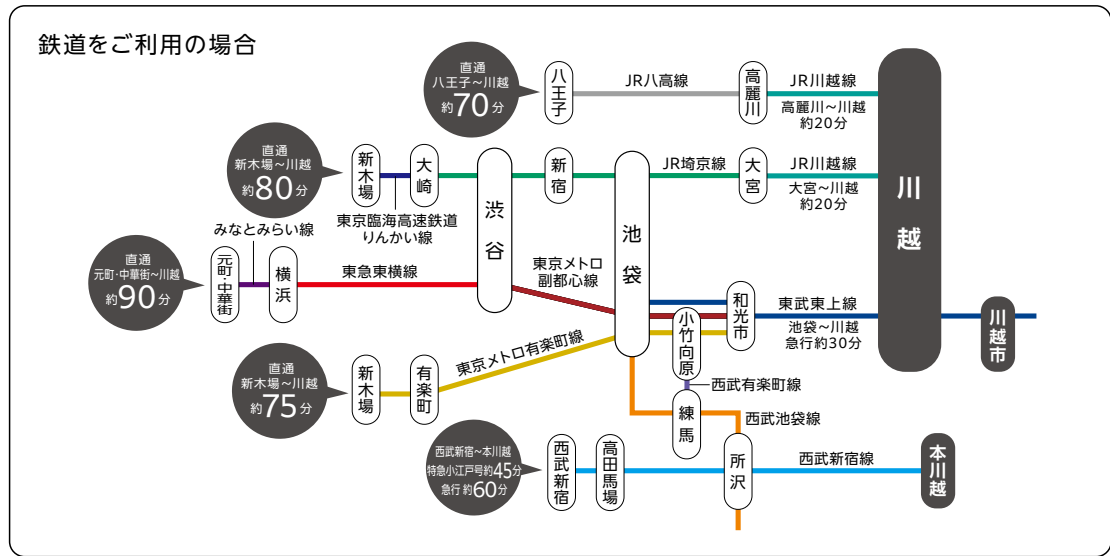 鉄道をご利用の場合
直通
八王子～川越
約70分
八王子
JR八高線
高麗川
JR川越線
高麗川～川越
約20分
川越
直通
新木場～川越
約80分
新木場
大崎
東京臨海高速鉄道
りんかい線
渋谷
新宿
池袋
JR埼京線
大宮
JR川越線
大宮～川越
約20分
みなとみらい線
直通
元町･中華街～川越
約90分
元町･中華街
横浜
東急東横線
東京メトロ
副都心線
小竹向原
和光市
東武東上線
池袋～川越
急行約30分
川越市
直通
新木場～川越
約75分
新木場
有楽町
東京メトロ有楽町線
西武有楽町線
練馬
西武池袋線
西武新宿～本川越
特急小江戸号約45分
急行 約60分
西武新宿
高田馬場
所沢
西武新宿線
本川越